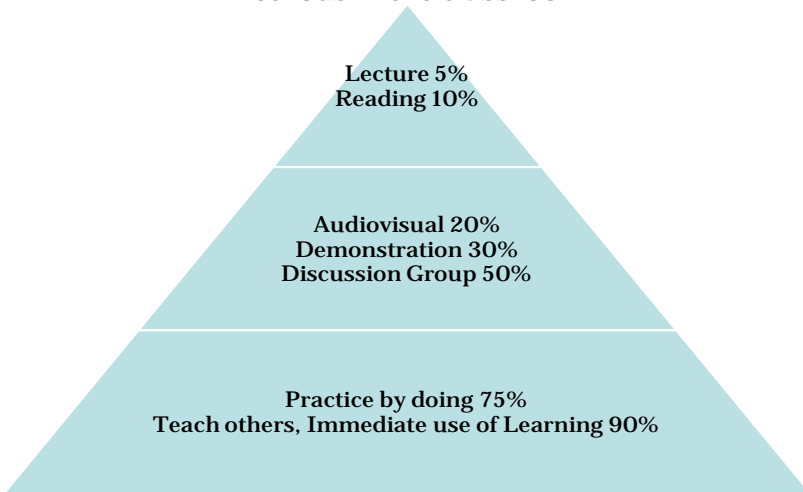 Lecture 5%
Reading 10%
Audiovisual 20%
Demonstration 30%
Discussion Group 50%
Practice by doing 75%
Teach others, Immediate use of Learning 90%